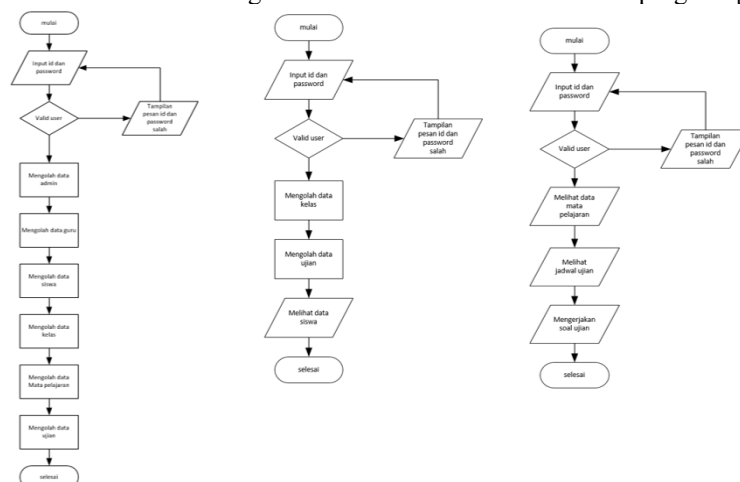 mulai
Input id dan
password
Valid user
Tampilan
pesan id dan
password
salah
Mengolah data
admin
Mengolah data guru
Mengolah data
siswa
Mengolah data
kelas
Mengolah data
Mata pelajaran
Mengolah data
ujian
selesai
mulai
Input id dan
password
Valid user
Tampilan
pesan id dan
password
salah
Mengolah data
kelas
Mengolah data
ujian
Melihat data
siswa
selesai
mulai
Input id dan
password
Valid user
Tampilan
pesan id dan
password
salah
Melihat data
mata
pelajaran
Melihat
jadwal ujian
Mengerjakan
soal ujian
selesai